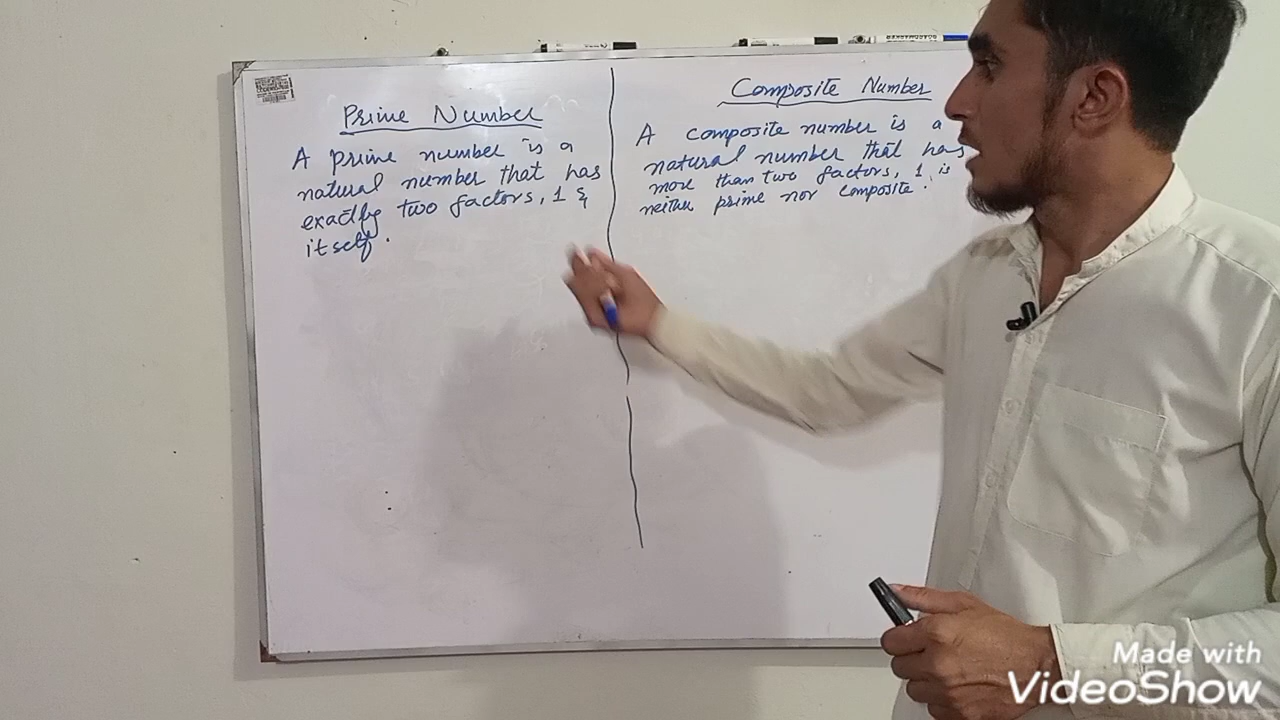 Prime Number
A prime number is a
natural number that has
exactly two factors, 1 &
itself.
Composite Number
A composite number is a
natural number that has
more than two factors, 1 is
neither prime nor composite.
Made with
VideoShow